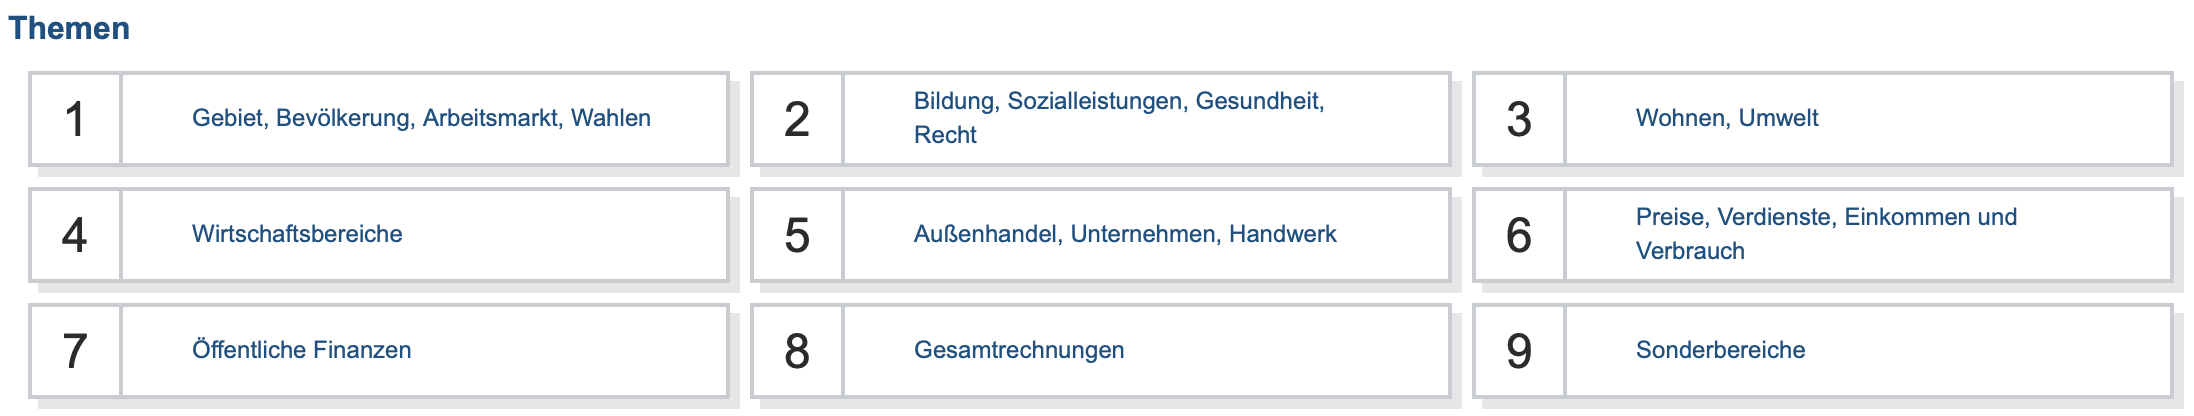 Themen
1
Gebiet, Bevölkerung, Arbeitsmarkt, Wahlen
2
Bildung, Sozialleistungen, Gesundheit,
Recht
3
Wohnen, Umwelt
4
Wirtschaftsbereiche
5
Außenhandel, Unternehmen, Handwerk
6
Preise, Verdienste, Einkommen und
Verbrauch
7
Öffentliche Finanzen
8
Gesamtrechnungen
9
Sonderbereiche